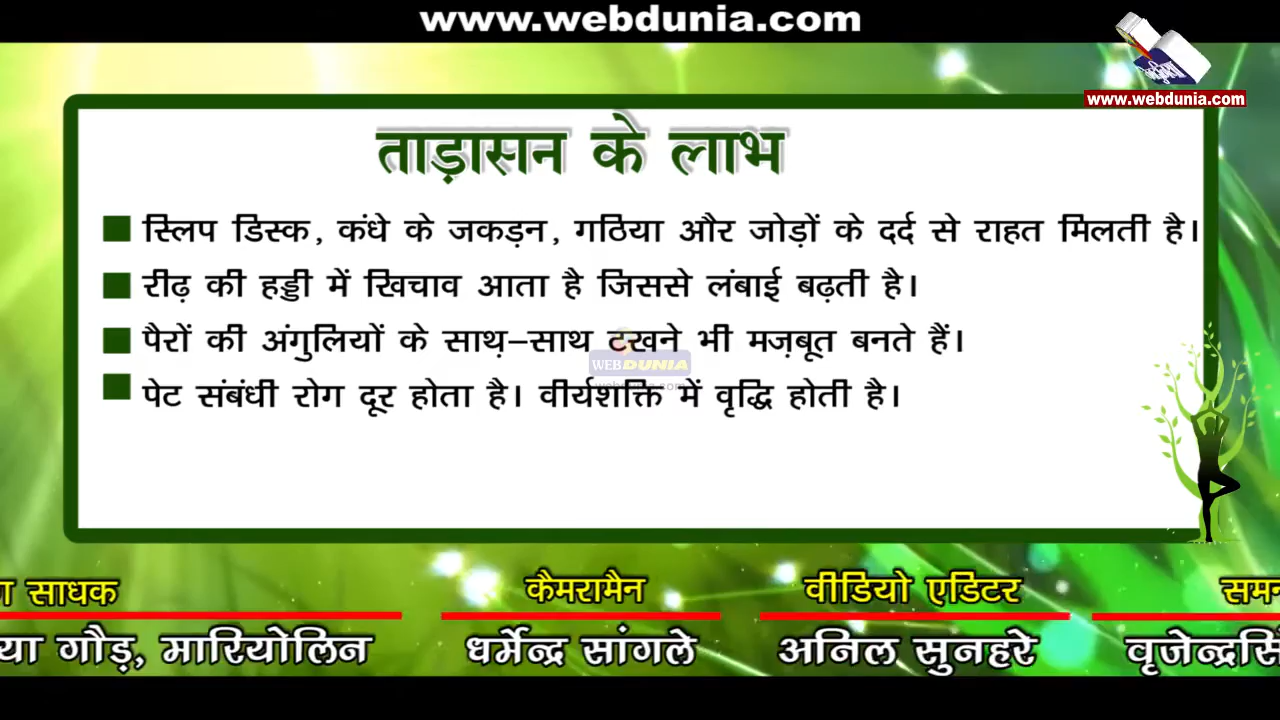 www.webdunia.com
www.webdunia.com
ताड़ासन के लाभ
स्लिप डिस्क, कंधे के जकड़न, गठिया और जोड़ों के दर्द से राहत मिलती है।
रीढ़ की हड्डी में खिचाव आता है जिससे लंबाई बढ़ती है।
पैरों की अंगुलियों के साथ़–साथ टखने भी मज़बूत बनते हैं।
WEBDUNIA
पेट संबंधी रोग दूर होता है। वीर्यशक्ति में वृद्धि होती है।
साधक
कैमरामैन
वीडियो एडिटर
गौड़, मारियोलिन
धर्मेन्द्र सांगले
अनिल सुनहरे